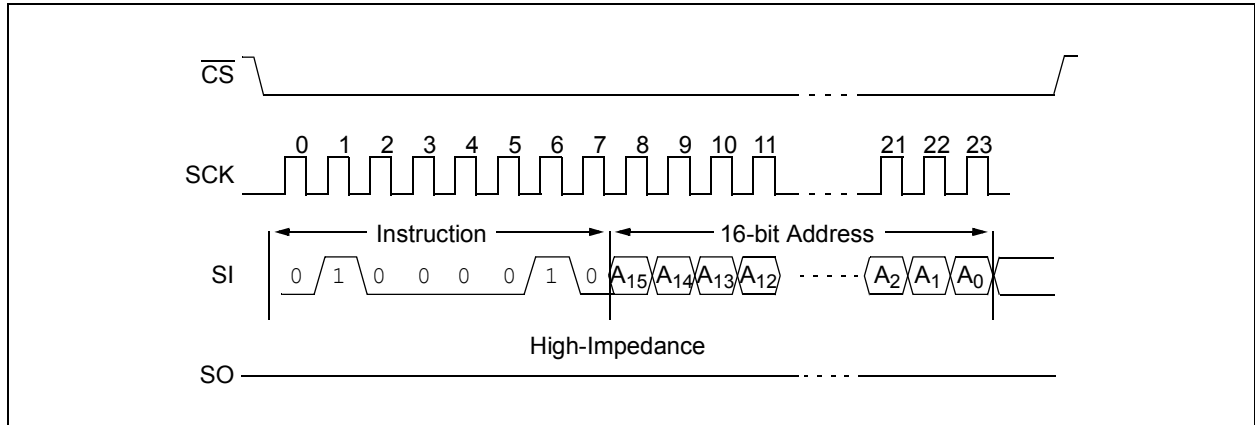 CS
0 1 2 3 4 5 6 7 8 9 10 11 21 22 23
SCK
Instruction 16-bit Address
SI 0 1 0 0 0 0 1 0 A15 A14 A13 A12 A2 A1 A0
High-Impedance
SO